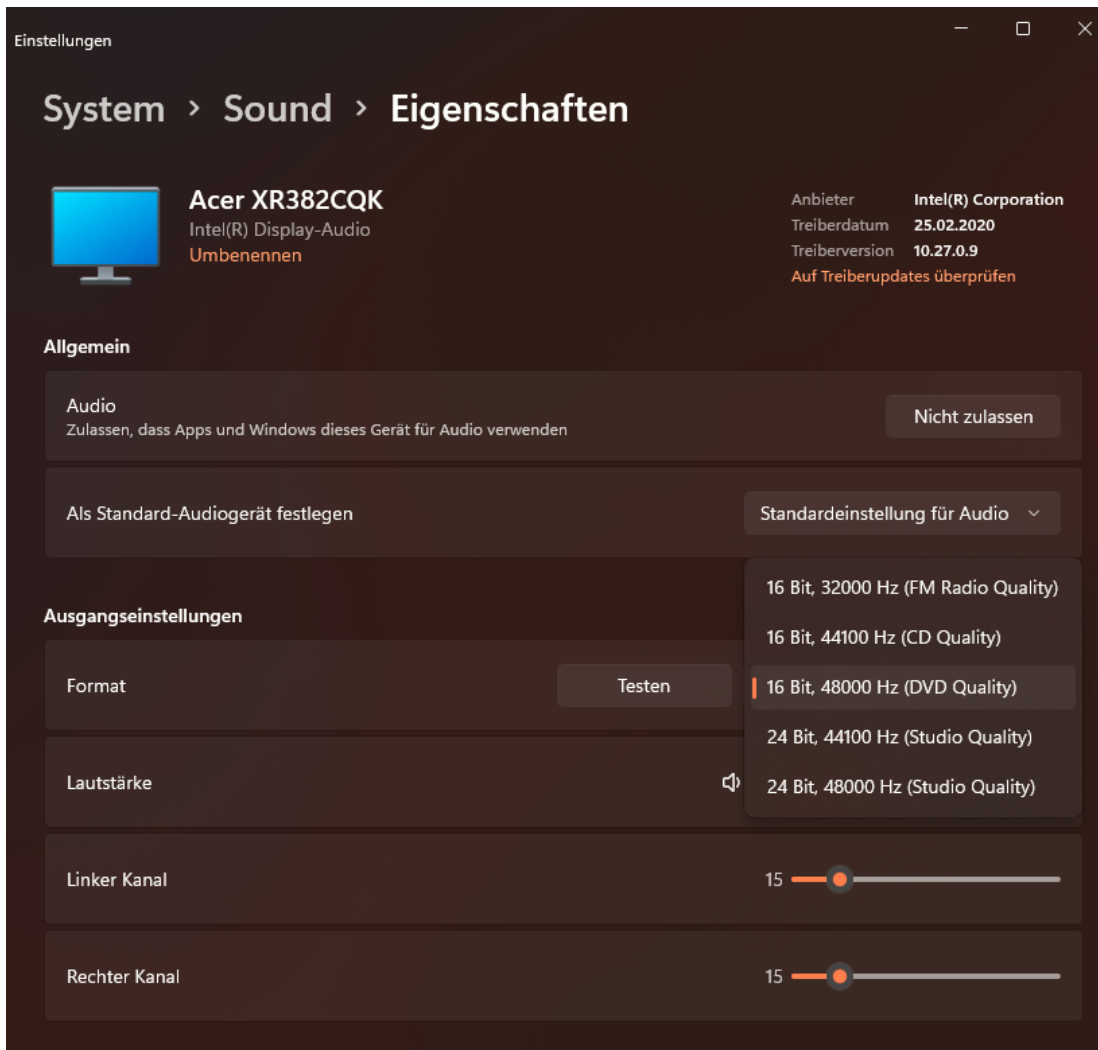 Einstellungen
System > Sound > Eigenschaften
Acer XR382CQK
Intel(R) Display-Audio
Umbenennen
Anbieter Intel(R) Corporation
Treiberdatum 25.02.2020
Treiberversion 10.27.0.9
Auf Treiberupdates überprüfen
Allgemein
Audio
Zulassen, dass Apps und Windows dieses Gerät für Audio verwenden
Nicht zulassen
Als Standard-Audiogerät festlegen
Standardeinstellung für Audio
Ausgangseinstellungen
Format
Testen
16 Bit, 32000 Hz (FM Radio Quality)
16 Bit, 44100 Hz (CD Quality)
16 Bit, 48000 Hz (DVD Quality)
24 Bit, 44100 Hz (Studio Quality)
24 Bit, 48000 Hz (Studio Quality)
Lautstärke
Linker Kanal 15
Rechter Kanal 15